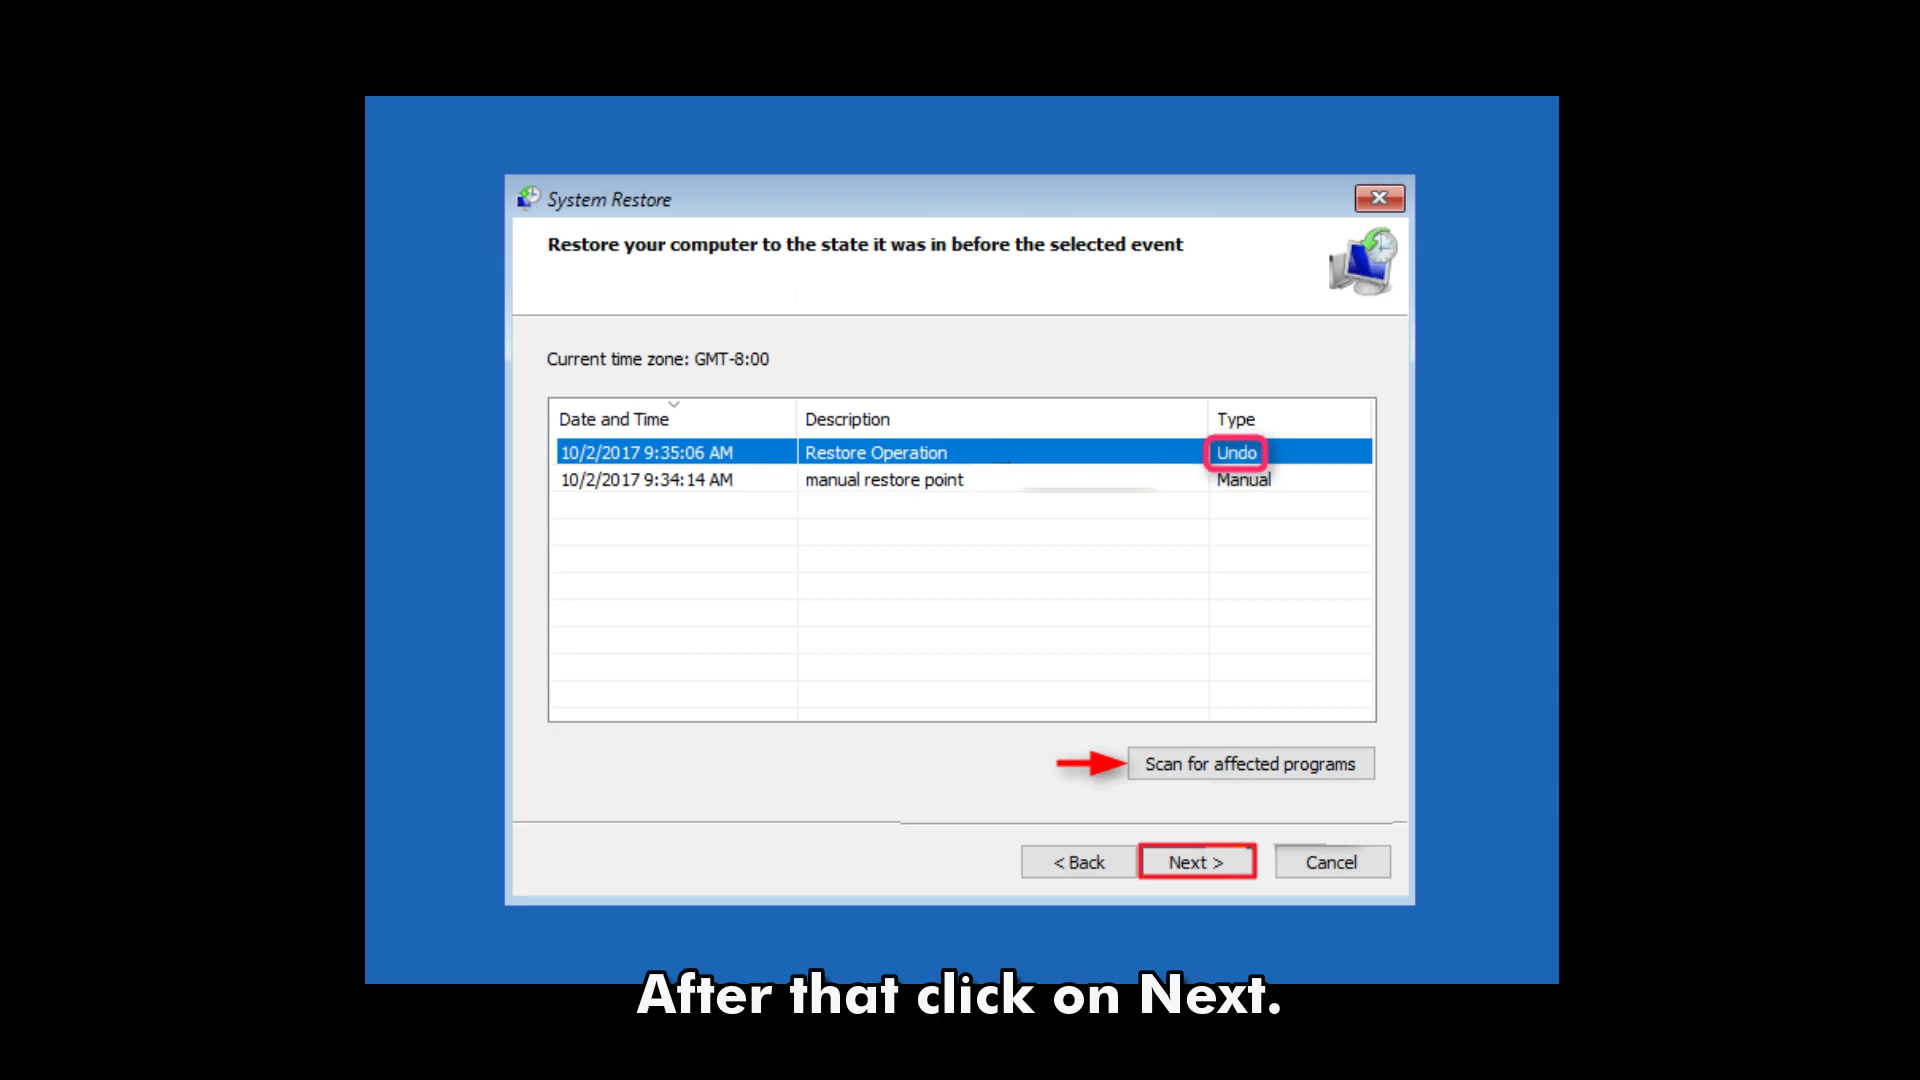 System Restore
Restore your computer to the state it was in before the selected event
Current time zone: GMT-8:00
Date and Time Description Type
10/2/2017 9:35:06 AM Restore Operation Undo
10/2/2017 9:34:14 AM manual restore point Manual
Scan for affected programs
< Back Next > Cancel
After that click on Next.